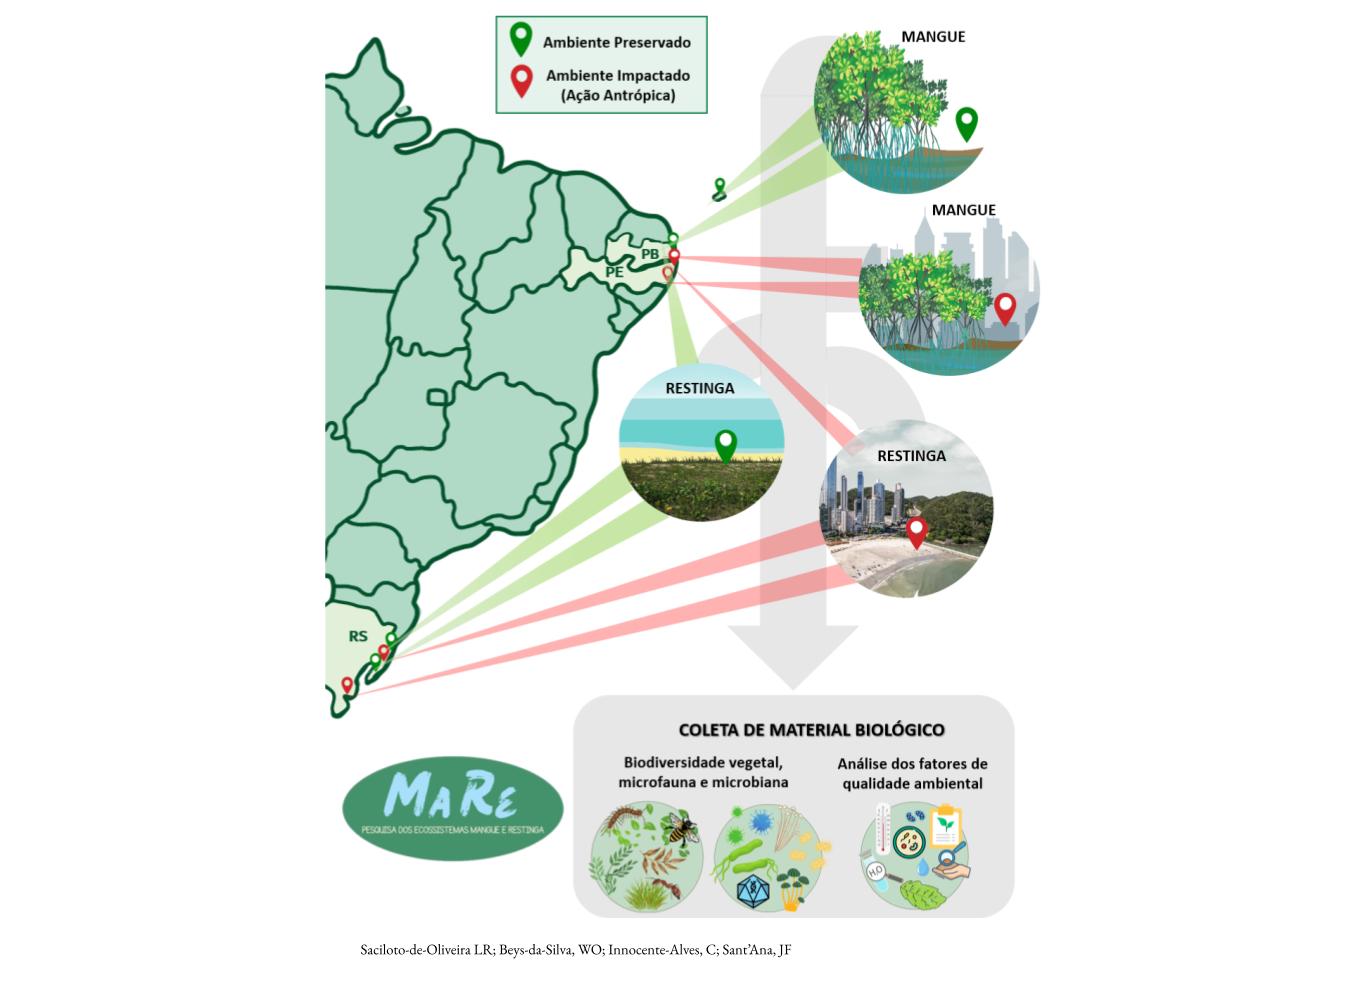 Ambiente Preservado
Ambiente Impactado
(Ação Antrópica)
MANGUE
MANGUE
PB
PE
RESTINGA
RESTINGA
RS
COLETA DE MATERIAL BIOLÓGICO
Biodiversidade vegetal,
microfauna e microbiana
Análise dos fatores de
qualidade ambiental
H₂O
MARE
PESQUISA DOS ECOSSISTEMAS MANGUE E RESTINGA
Saciloto-de-Oliveira LR; Beys-da-Silva, WO; Innocente-Alves, C; Sant’Ana, JF